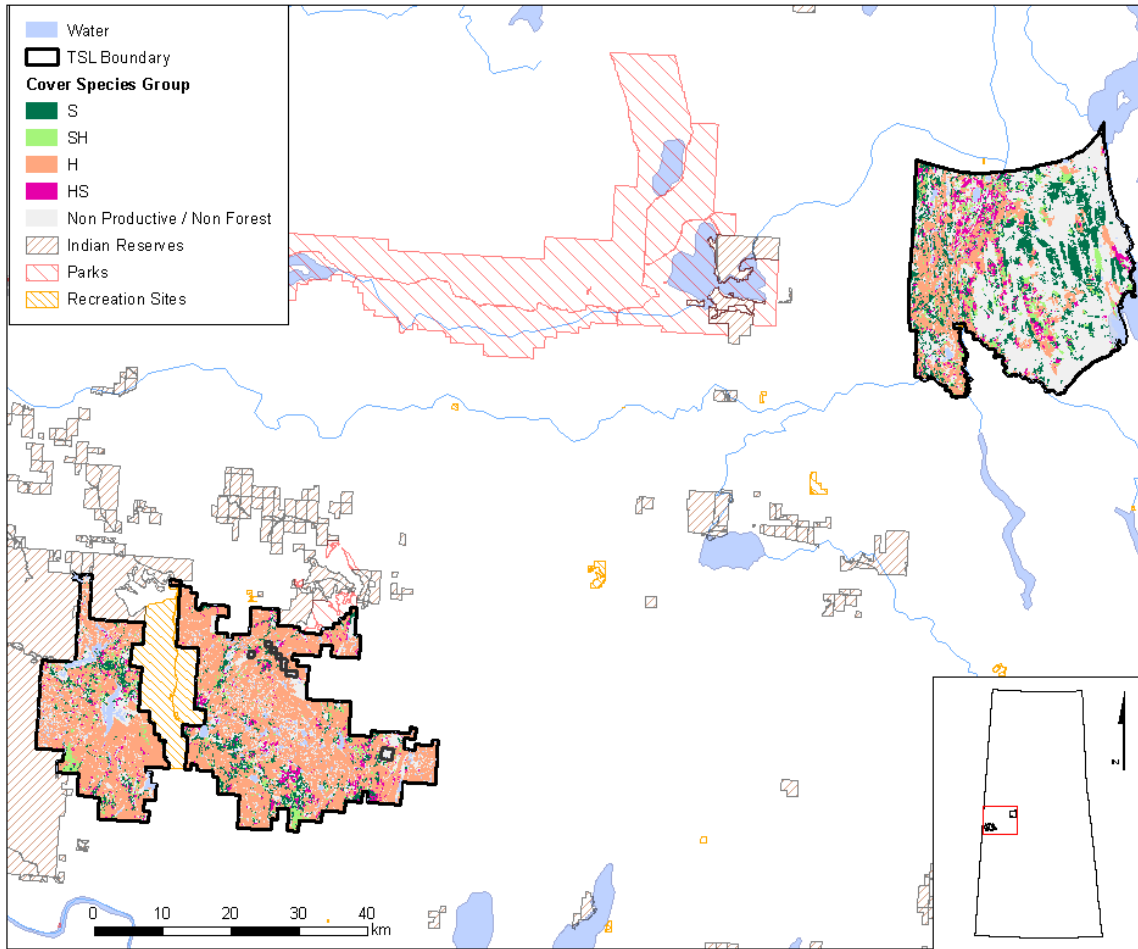 Water
TSL Boundary
Cover Species Group
S
SH
H
HS
Non Productive / Non Forest
Indian Reserves
Parks
Recreation Sites
0 10 20 30 40
km
N